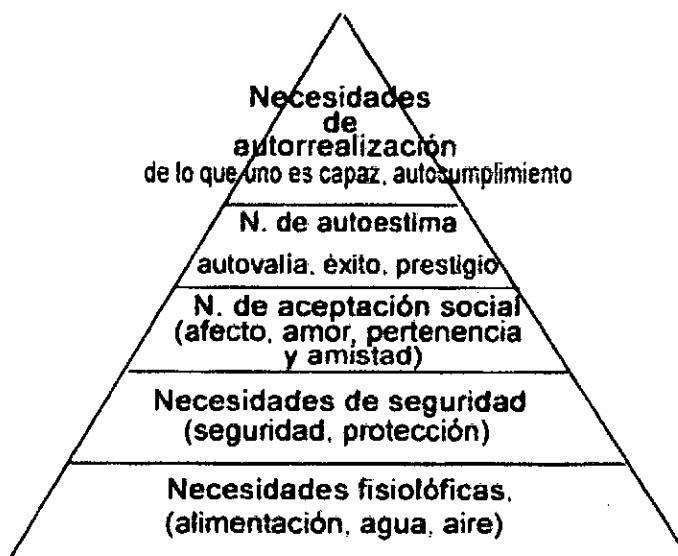 Necesidades
de
autorrealización
de lo que uno es capaz, autocumplimiento
N. de autoestima
autovalia, éxito, prestigio
N. de aceptación social
(afecto, amor, pertenencia
y amistad)
Necesidades de seguridad
(seguridad, protección)
Necesidades fisiolóficas,
(alimentación, agua, aire)